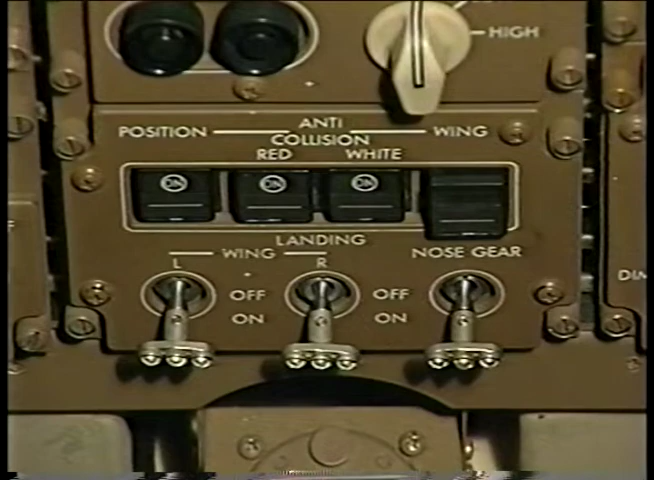 HIGH
ANTI
POSITION COLLISION WING
RED WHITE
ON ON ON
LANDING
WING NOSE GEAR
L R
OFF OFF
ON ON